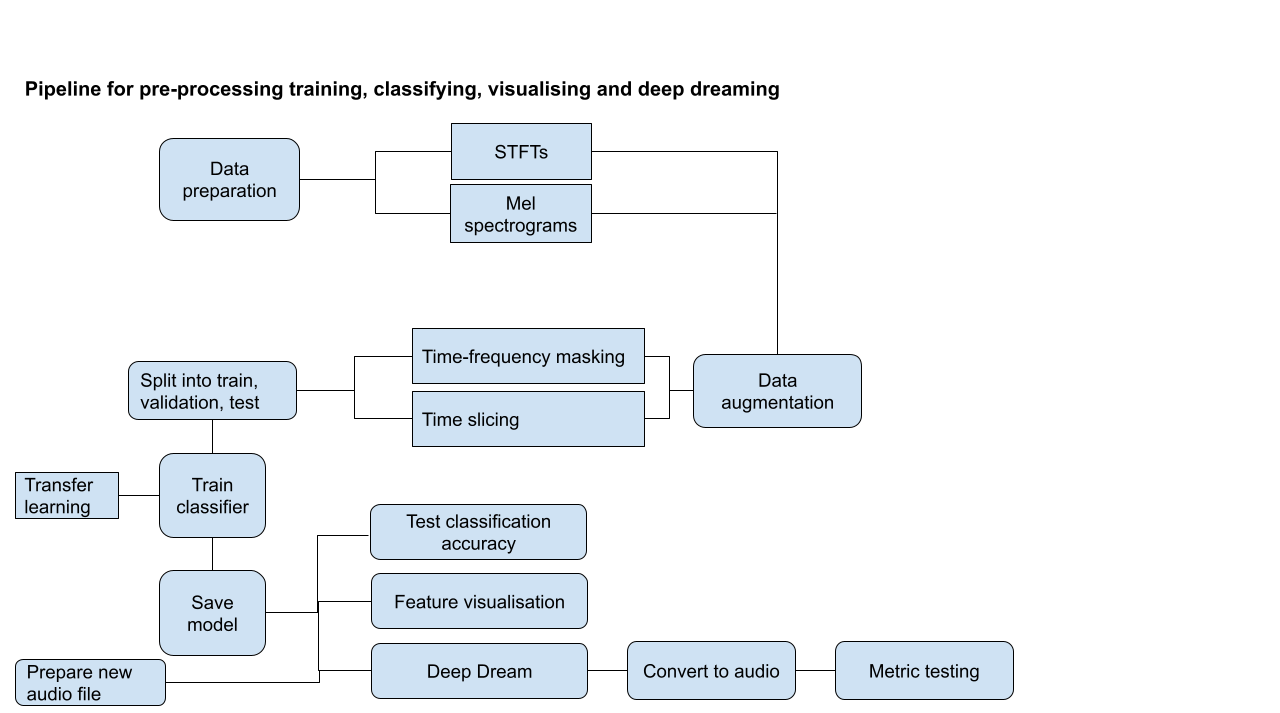 Pipeline for pre-processing training, classifying, visualising and deep dreaming
Data
preparation
STFTs
Mel
spectrograms
Time-frequency masking
Time slicing
Data
augmentation
Split into train,
validation, test
Transfer
learning
Train
classifier
Test classification
accuracy
Save
model
Feature visualisation
Prepare new
audio file
Deep Dream
Convert to audio
Metric testing